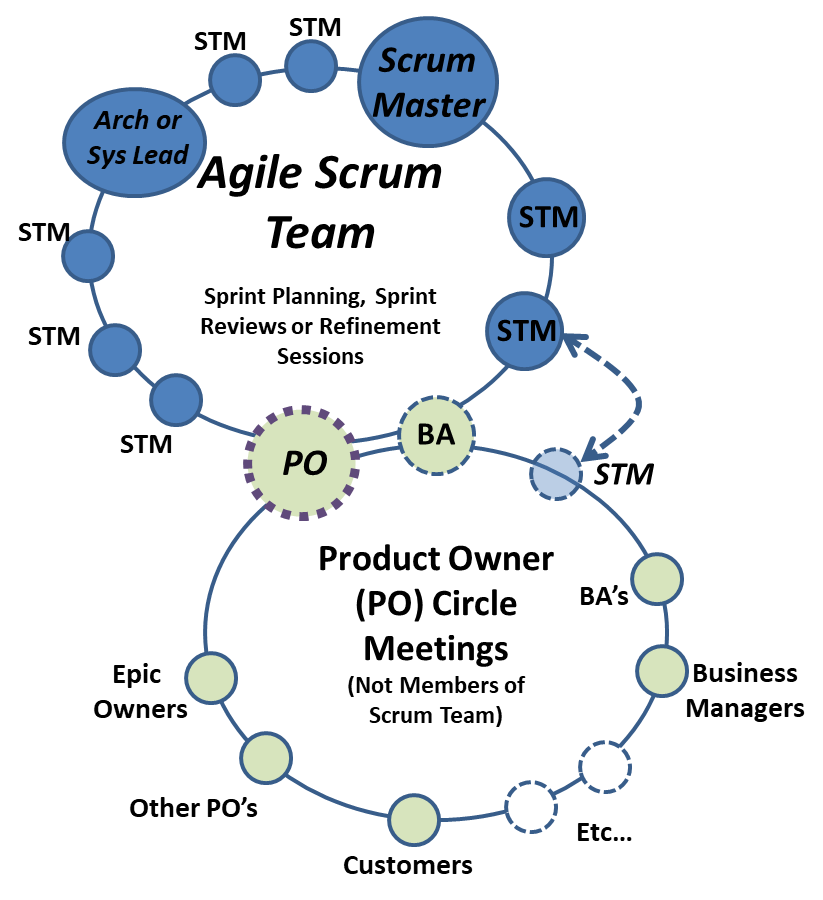 STM
STM
Scrum
Master
Arch or
Sys Lead
Agile Scrum
Team
STM
STM
Sprint Planning, Sprint
Reviews or Refinement
Sessions
STM
STM
STM
PO
BA
STM
Product Owner
(PO) Circle
Meetings
(Not Members of
Scrum Team)
BA’s
Epic
Owners
Business
Managers
Other PO’s
Etc...
Customers